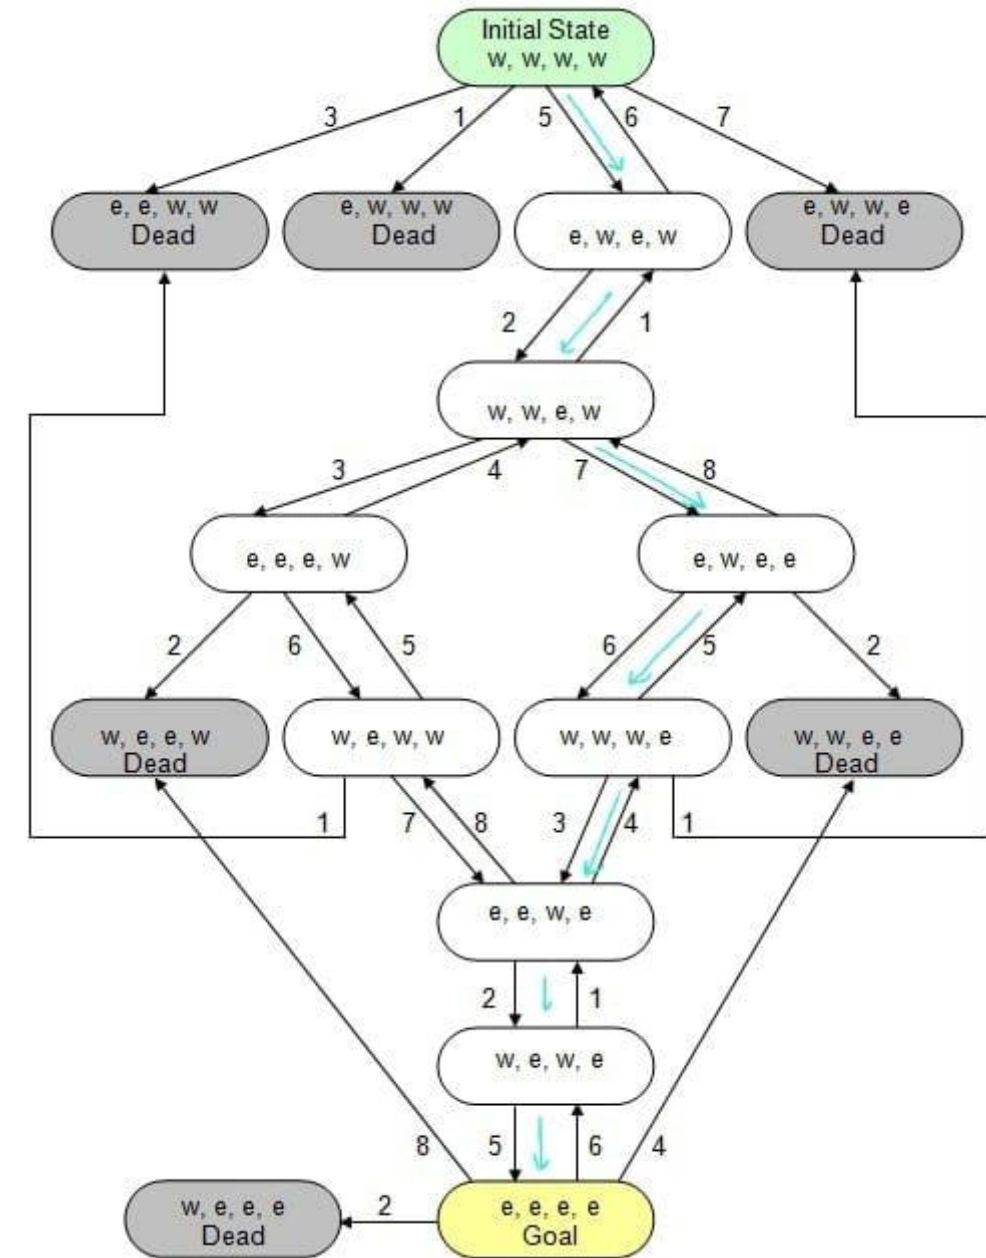 Initial State
w, w, w, w
3 1 5 6 7
e, e, w, w
Dead
e, w, w, w
Dead
e, w, e, w
e, w, w, e
Dead
2 1
w, w, e, w
3 4 7 8
e, e, e, w
e, w, e, e
2 6 5 6 5 2
w, e, e, w
Dead
w, e, w, w
w, w, w, e
w, w, e, e
Dead
1 7 8 3 4 1
e, e, w, e
2 1
w, e, w, e
8 5 6 4
w, e, e, e
Dead
2
e, e, e, e
Goal